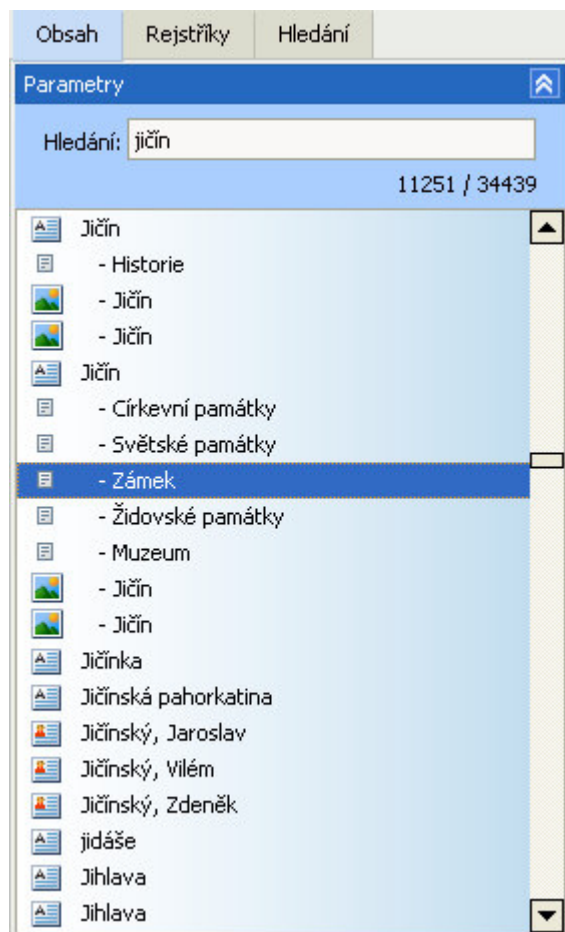 Obsah Rejstříky Hledání
Parametry
Hledání: jičín
11251 / 34439
Jičín
- Historie
- Jičín
- Jičín
Jičín
- Církevní památky
- Světské památky
- Zámek
- Židovské památky
- Muzeum
- Jičín
- Jičín
Jičínka
Jičínská pahorkatina
Jičínský, Jaroslav
Jičínský, Vilém
Jičínský, Zdeněk
jidáše
Jihlava
Jihlava